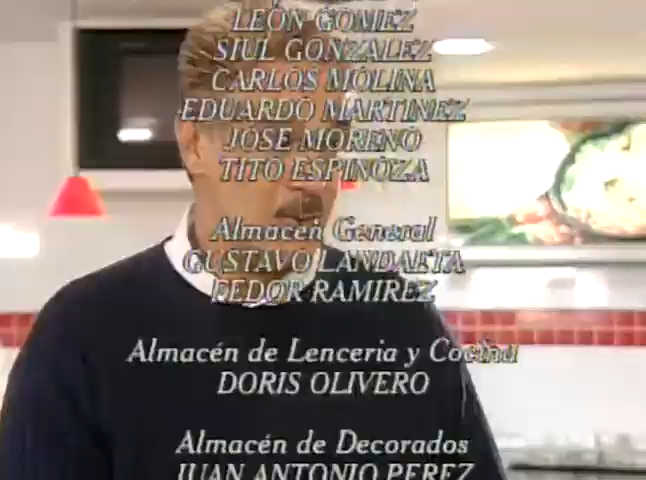 LEÓN GOMEZ
SIUL GONZALEZ
CARLOS MOLINA
EDUARDO MARTINEZ
JOSE MORENO
TITO ESPINOZA
Almacén General
GUSTAVO LANDAETA
FEDOR RAMIREZ
Almacén de Lenceria y Cocina
DORIS OLIVERO
Almacén de Decorados
JUAN ANTONIO PEREZ